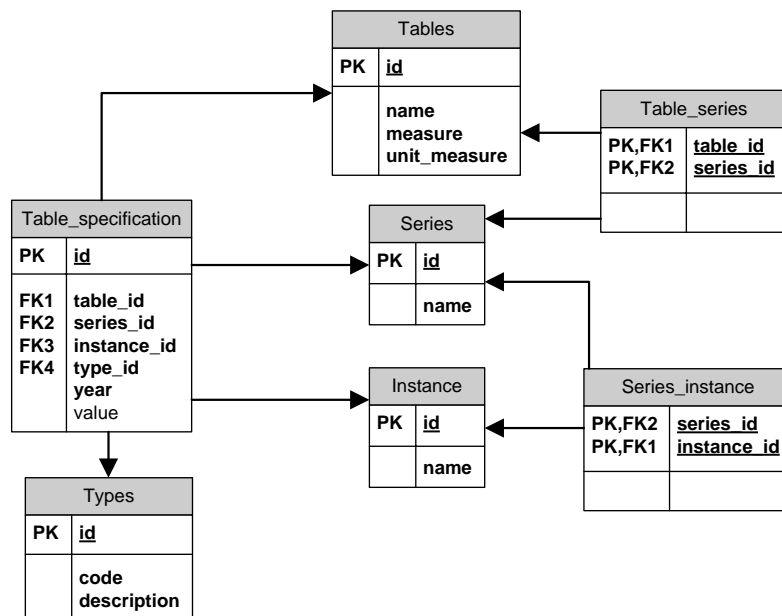 Tables
PK id
name
measure
unit_measure
Table_series
PK,FK1 table_id
PK,FK2 series_id
Table_specification
PK id
FK1 table_id
FK2 series_id
FK3 instance_id
FK4 type_id
year
value
Series
PK id
name
Instance
PK id
name
Series_instance
PK,FK2 series_id
PK,FK1 instance_id
Types
PK id
code
description